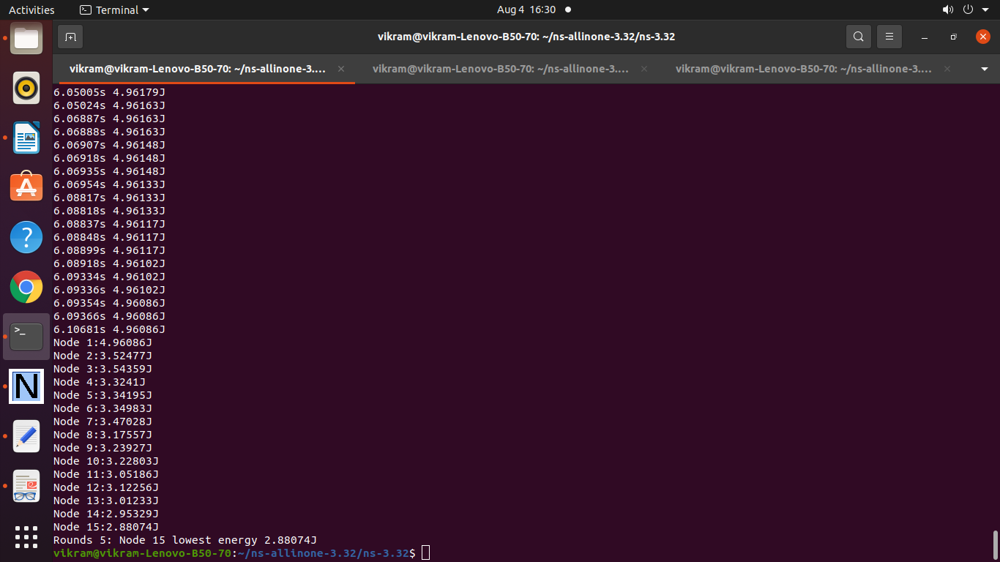 Activities
Terminal
Aug 4 16:30
vikram@vikram-Lenovo-B50-70: ~/ns-allinone-3.32/ns-3.32
vikram@vikram-Lenovo-B50-70: ~/ns-allinone-3.…
vikram@vikram-Lenovo-B50-70: ~/ns-allinone-3.…
vikram@vikram-Lenovo-B50-70: ~/ns-allinone-3.…
6.05005s 4.96179J
6.05024s 4.96163J
6.06887s 4.96163J
6.06888s 4.96163J
6.06907s 4.96148J
6.06918s 4.96148J
6.06935s 4.96148J
6.06954s 4.96133J
6.08817s 4.96133J
6.08818s 4.96133J
6.08837s 4.96117J
6.08848s 4.96117J
6.08899s 4.96117J
6.08918s 4.96102J
6.09334s 4.96102J
6.09336s 4.96102J
6.09354s 4.96086J
6.09366s 4.96086J
6.10681s 4.96086J
Node 1:4.96086J
Node 2:3.52477J
Node 3:3.54359J
Node 4:3.3241J
Node 5:3.34195J
Node 6:3.34983J
Node 7:3.47028J
Node 8:3.17557J
Node 9:3.23927J
Node 10:3.22803J
Node 11:3.05186J
Node 12:3.12256J
Node 13:3.01233J
Node 14:2.95329J
Node 15:2.88074J
Rounds 5: Node 15 lowest energy 2.88074J
vikram@vikram-Lenovo-B50-70:~/ns-allinone-3.32/ns-3.32$